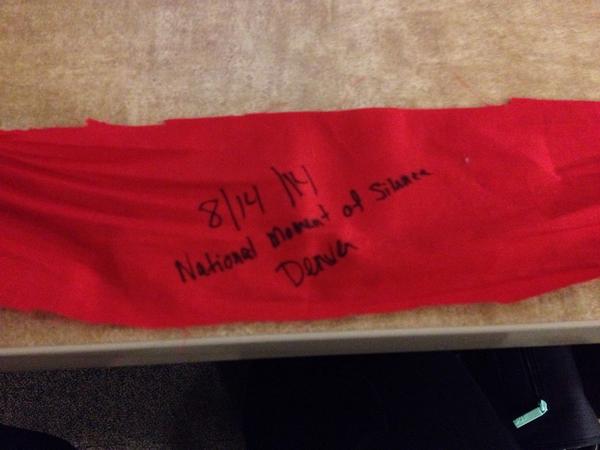 8/14/14
National Moment of Silence
Denver